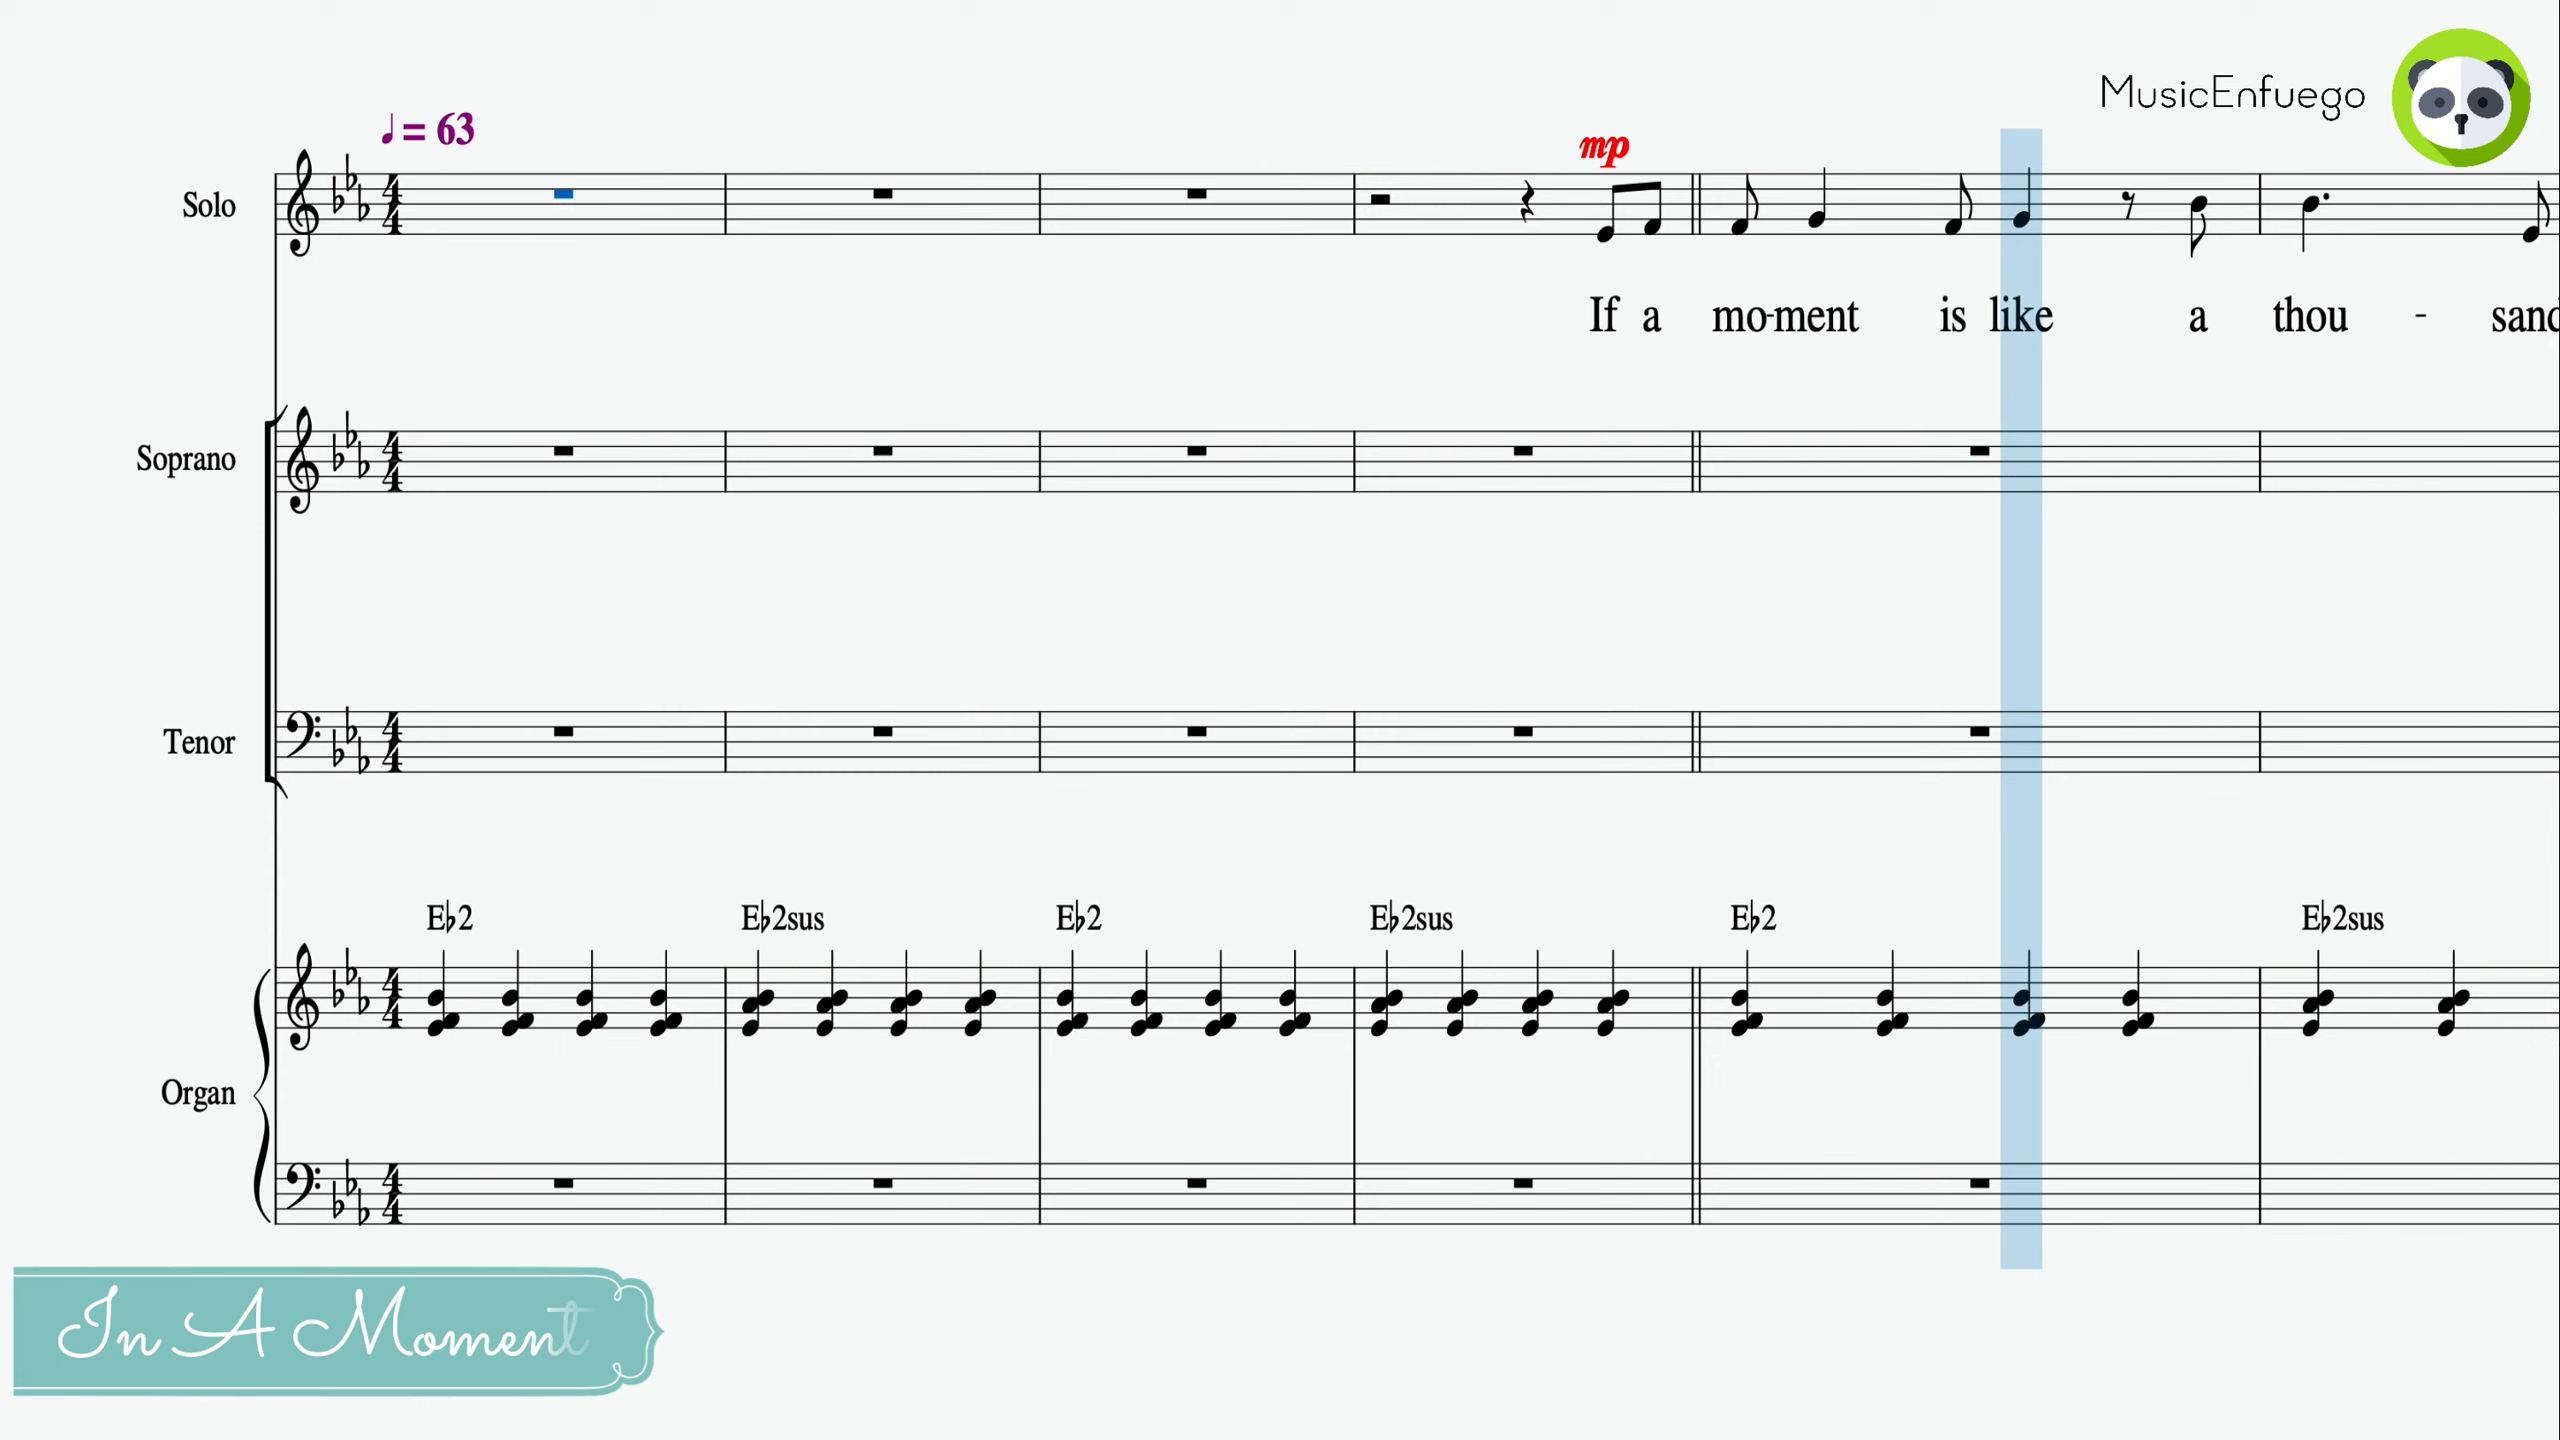 MusicEnfuego
♩= 63
mp
Solo
If a mo-ment is like a thou - sand
Soprano
Tenor
E♭2 E♭2sus E♭2 E♭2sus E♭2 E♭2sus
Organ
In A Moment